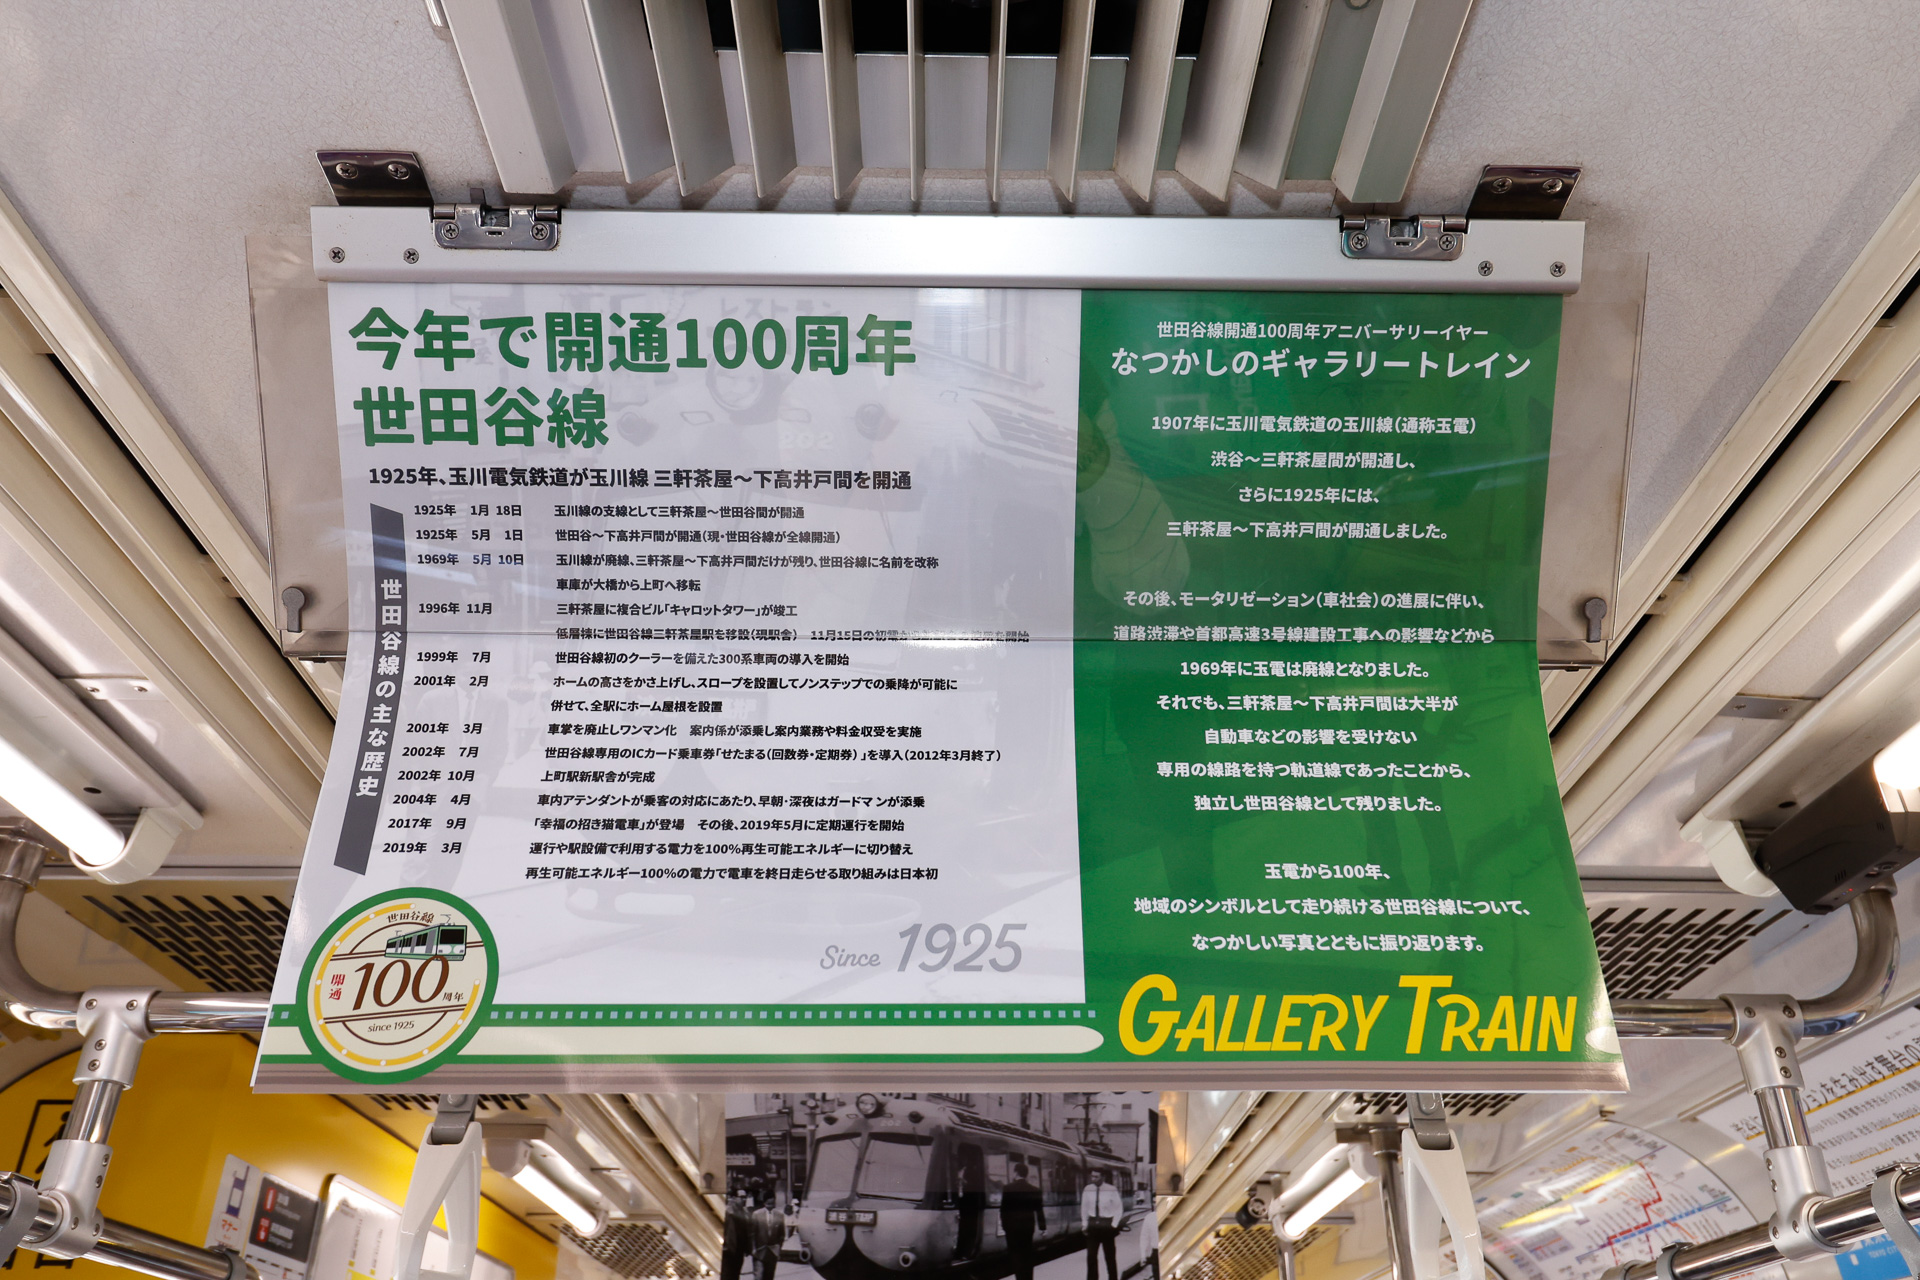 今年で開通100周年
世田谷線
1925年、玉川電気鉄道が玉川線 三軒茶屋～下高井戸間を開通
世田谷線の主な歴史
1925年 1月 18日 玉川線の支線として三軒茶屋～世田谷間が開通
1925年 5月 1日 世田谷～下高井戸間が開通(現・世田谷線が全線開通)
1969年 5月 10日 玉川線が廃線、三軒茶屋～下高井戸間だけが残り、世田谷線に名前を改称
車庫が大橋から上町へ移転
1996年 11月 三軒茶屋に複合ビル「キャロットタワー」が竣工
低層棟に世田谷線三軒茶屋駅を移設(現駅舎) 11月15日の初電から
1999年 7月 世田谷線初のクーラーを備えた300系車両の導入を開始
2001年 2月 ホームの高さをかさ上げし、スロープを設置してノンステップでの乗降が可能に
併せて、全駅にホーム屋根を設置
2001年 3月 車掌を廃止しワンマン化 案内係が添乗し案内業務や料金収受を実施
2002年 7月 世田谷線専用のICカード乗車券「せたまる(回数券・定期券)」を導入(2012年3月終了)
2002年 10月 上町駅新駅舎が完成
2004年 4月 車内アテンダントが乗客の対応にあたり、早朝・深夜はガードマンが添乗
2017年 9月 「幸福の招き猫電車」が登場 その後、2019年5月に定期運行を開始
2019年 3月 運行や駅設備で利用する電力を100%再生可能エネルギーに切り替え
再生可能エネルギー100%の電力で電車を終日走らせる取り組みは日本初
Since 1925
世田谷線
開通
100
周年
since 1925
世田谷線開通100周年アニバーサリーイヤー
なつかしのギャラリートレイン
1907年に玉川電気鉄道の玉川線(通称玉電)
渋谷～三軒茶屋間が開通し、
さらに1925年には、
三軒茶屋～下高井戸間が開通しました。
その後、モータリゼーション(車社会)の進展に伴い、
道路渋滞や首都高速3号線建設工事への影響などから
1969年に玉電は廃線となりました。
それでも、三軒茶屋～下高井戸間は大半が
自動車などの影響を受けない
専用の線路を持つ軌道線であったことから、
独立し世田谷線として残りました。
玉電から100年、
地域のシンボルとして走り続ける世田谷線について、
なつかしい写真とともに振り返ります。
GALLERY TRAIN